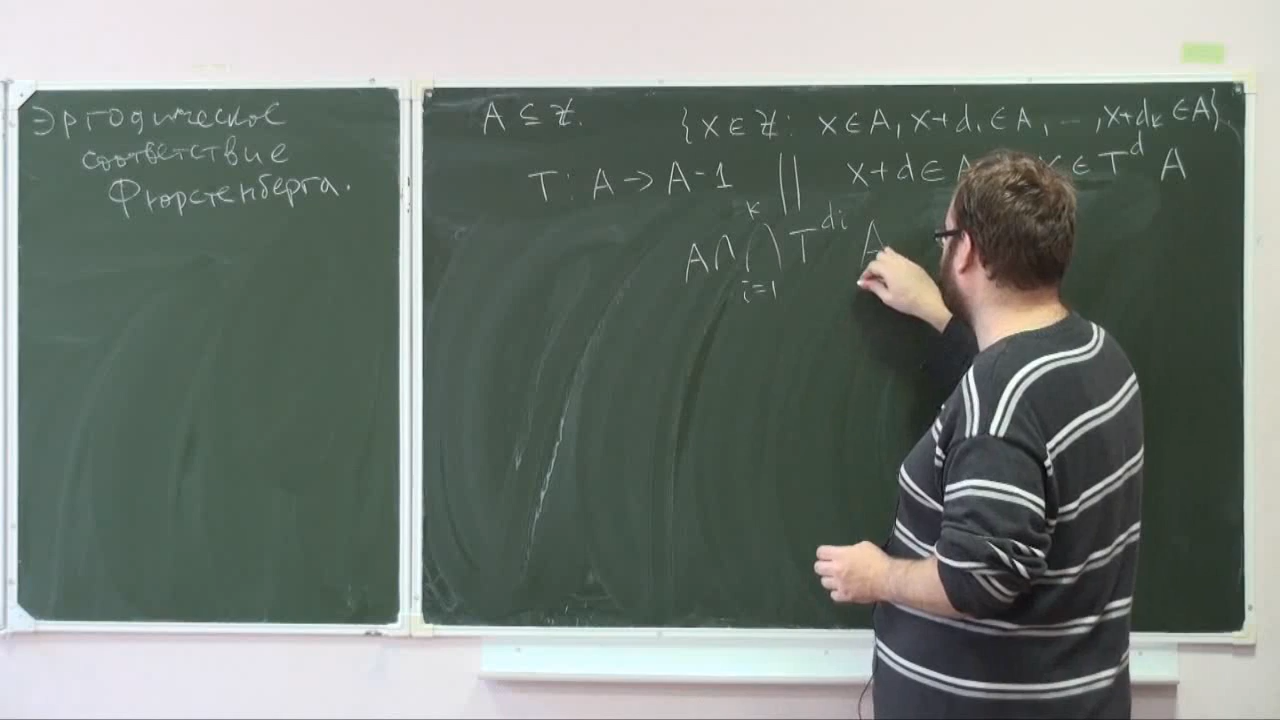 Эргодическое
соответствие
Фюрстенберга.
A ⊆ ℤ. {x ∈ ℤ: x ∈ A, x+d₁ ∈ A, ..., x+dₖ ∈ A}
T: A → A-1 || x+d ∈ A x ∈ T^d A
A ∩ ⋂_{i=1}^{k} T^{di} A